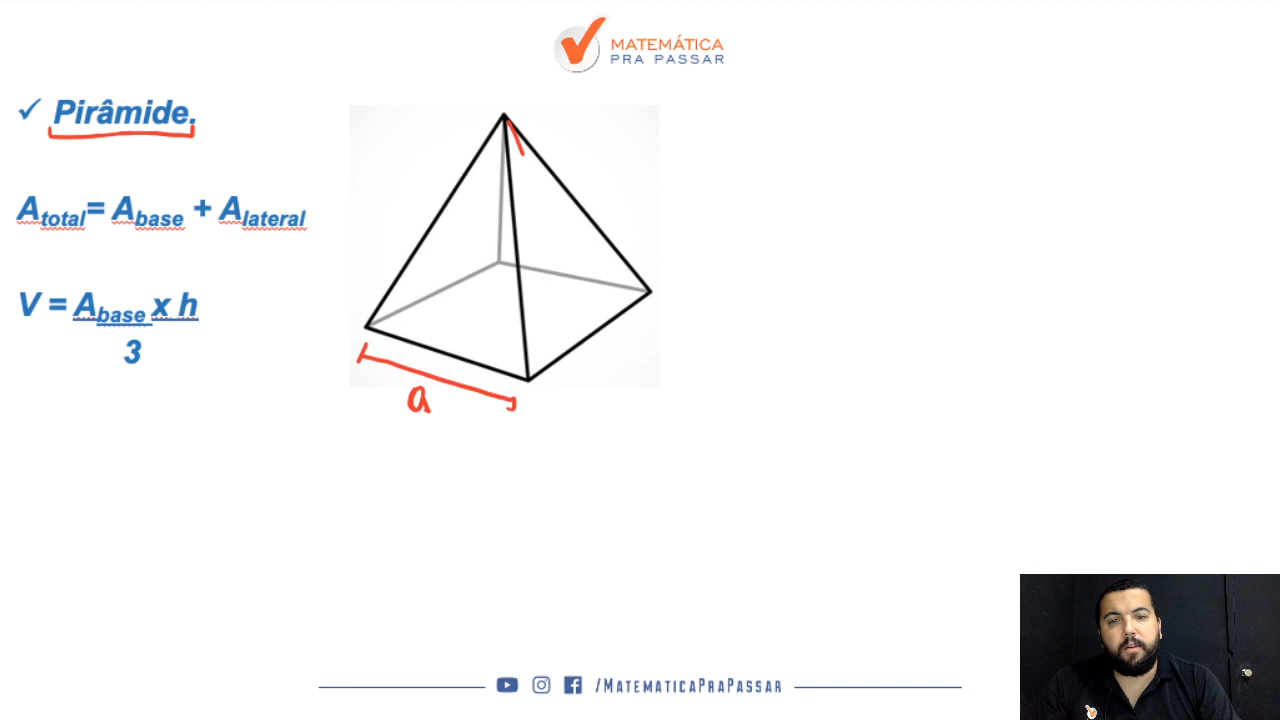 MATEMÁTICA
PRA PASSAR
✓ Pirâmide.
Atotal= Abase + Alateral
V = Abase x h
3
a
/MatematicaPraPassar